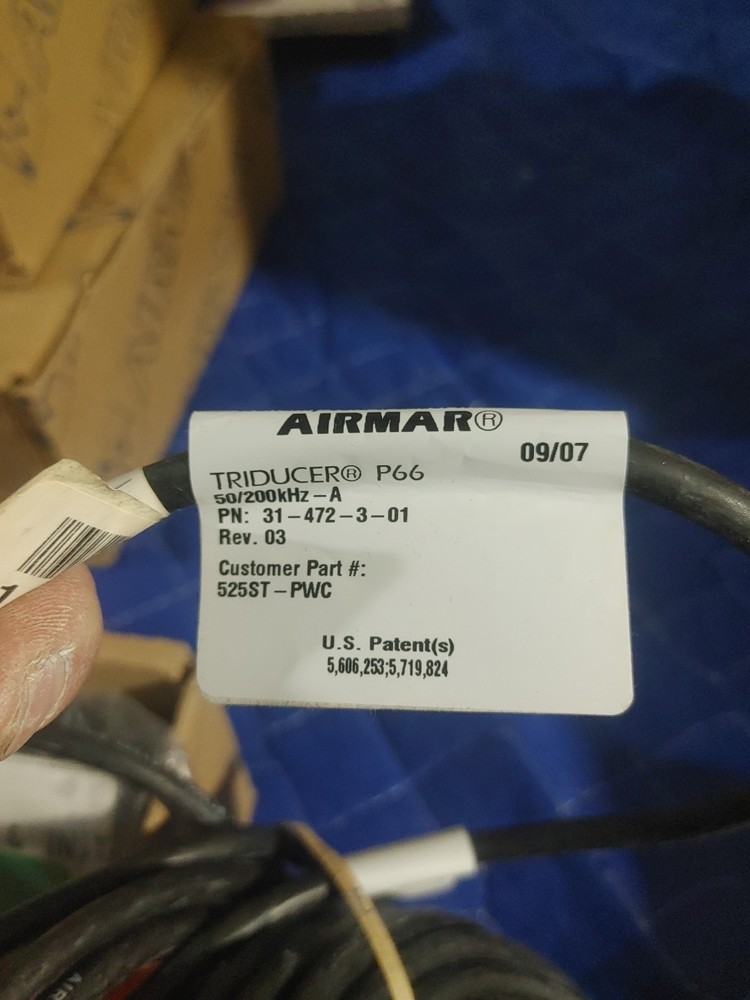 AIRMAR®
09/07
TRIDUCER® P66
50/200kHz-A
PN: 31-472-3-01
Rev. 03
Customer Part #:
525ST-PWC
U.S. Patent(s)
5,606,253;5,719,824
1